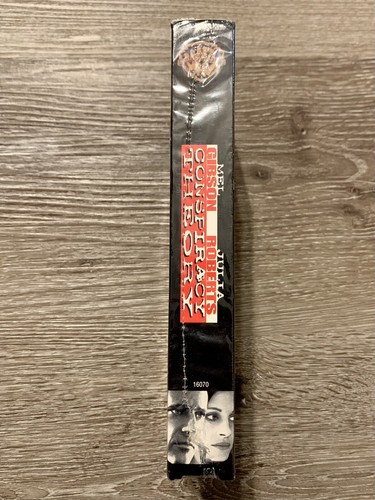 MEL JULIA
GIBSON ROBERTS
CONSPIRACY
THEORY
16070